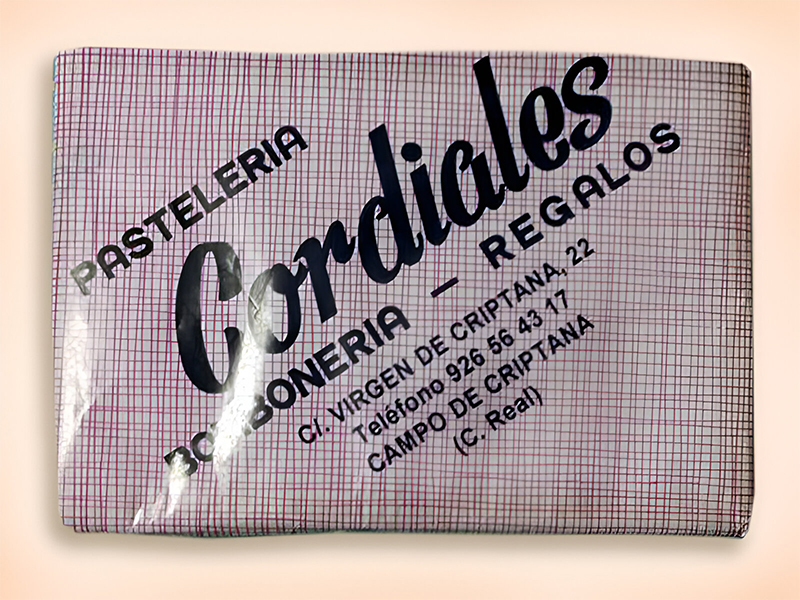 PASTELERIA
Cordiales
BOMBONERIA - REGALOS
C/. VIRGEN DE CRIPTANA, 22
Teléfono 926 56 43 17
CAMPO DE CRIPTANA
(C. Real)